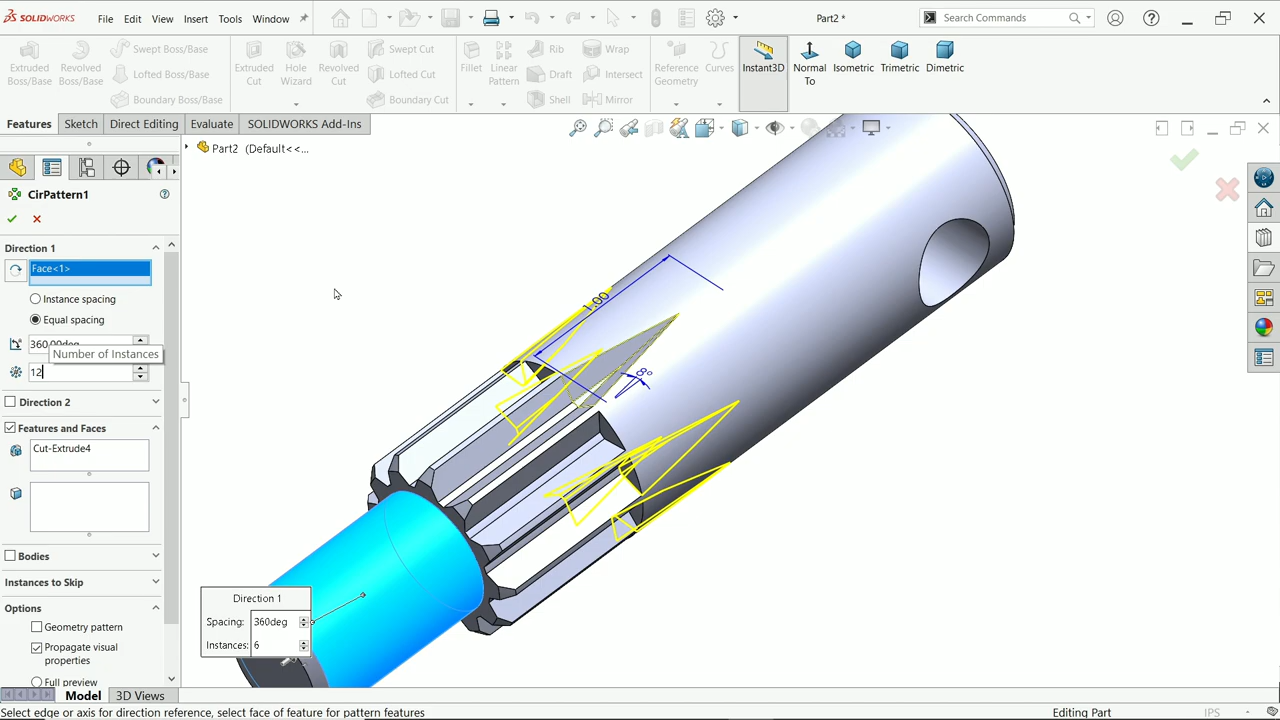 SOLIDWORKS File Edit View Insert Tools Window Part2 * Search Commands
Extruded Boss/Base
Revolved Boss/Base
Swept Boss/Base
Lofted Boss/Base
Boundary Boss/Base
Extruded Cut
Hole Wizard
Revolved Cut
Swept Cut
Lofted Cut
Boundary Cut
Fillet
Linear Pattern
Rib
Draft
Shell
Wrap
Intersect
Mirror
Reference Geometry
Curves
Instant3D
Normal To
Isometric
Trimetric
Dimetric
Features Sketch Direct Editing Evaluate SOLIDWORKS Add-Ins
Part2 (Default<<...
CirPattern1
Direction 1
Face<1>
Instance spacing
Equal spacing
360.00deg
Number of Instances
12
Direction 2
Features and Faces
Cut-Extrude4
Bodies
Instances to Skip
Options
Geometry pattern
Propagate visual properties
Full preview
1.00
8°
Direction 1
Spacing: 360deg
Instances: 6
Model 3D Views
Select edge or axis for direction reference, select face of feature for pattern features Editing Part IPS